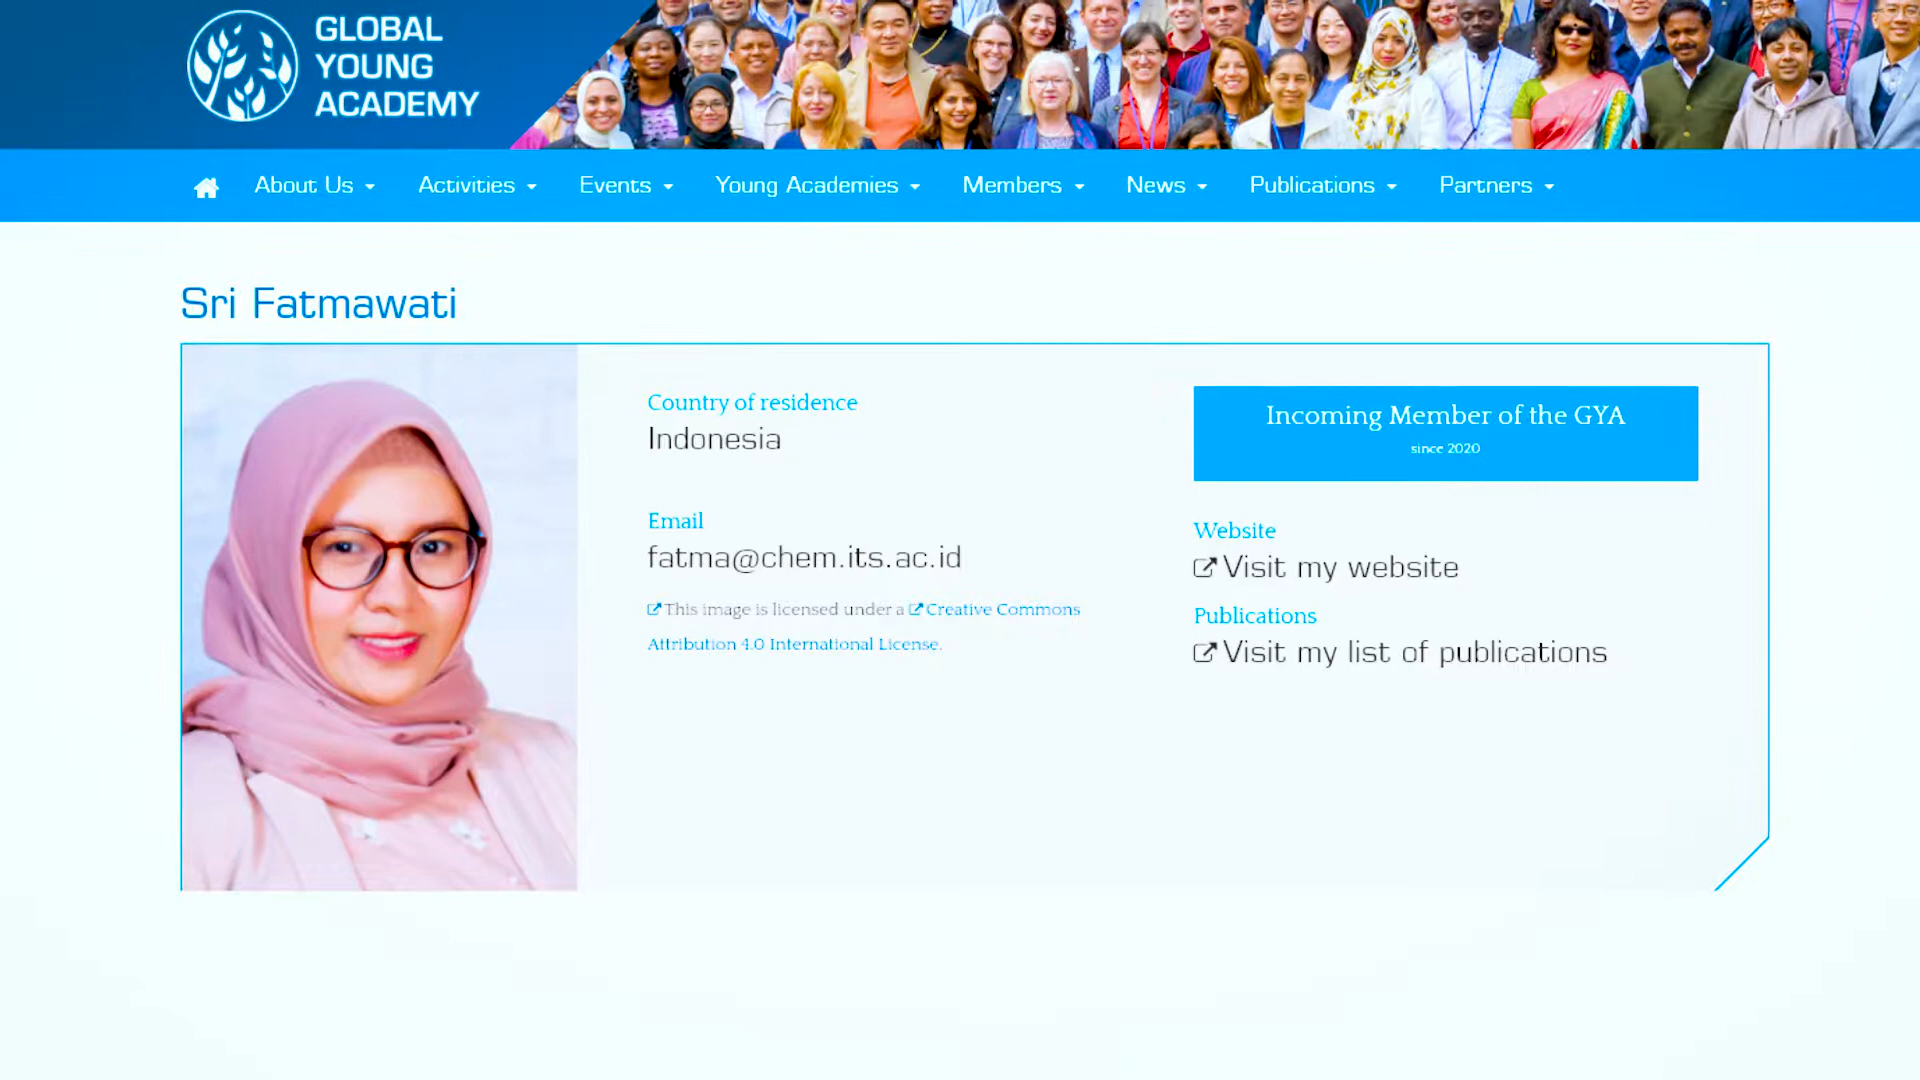 GLOBAL
YOUNG
ACADEMY
About Us
Activities
Events
Young Academies
Members
News
Publications
Partners
Sri Fatmawati
Country of residence
Indonesia
Email
fatma@chem.its.ac.id
This image is licensed under a Creative Commons
Attribution 4.0 International License.
Incoming Member of the GYA
since 2020
Website
Visit my website
Publications
Visit my list of publications